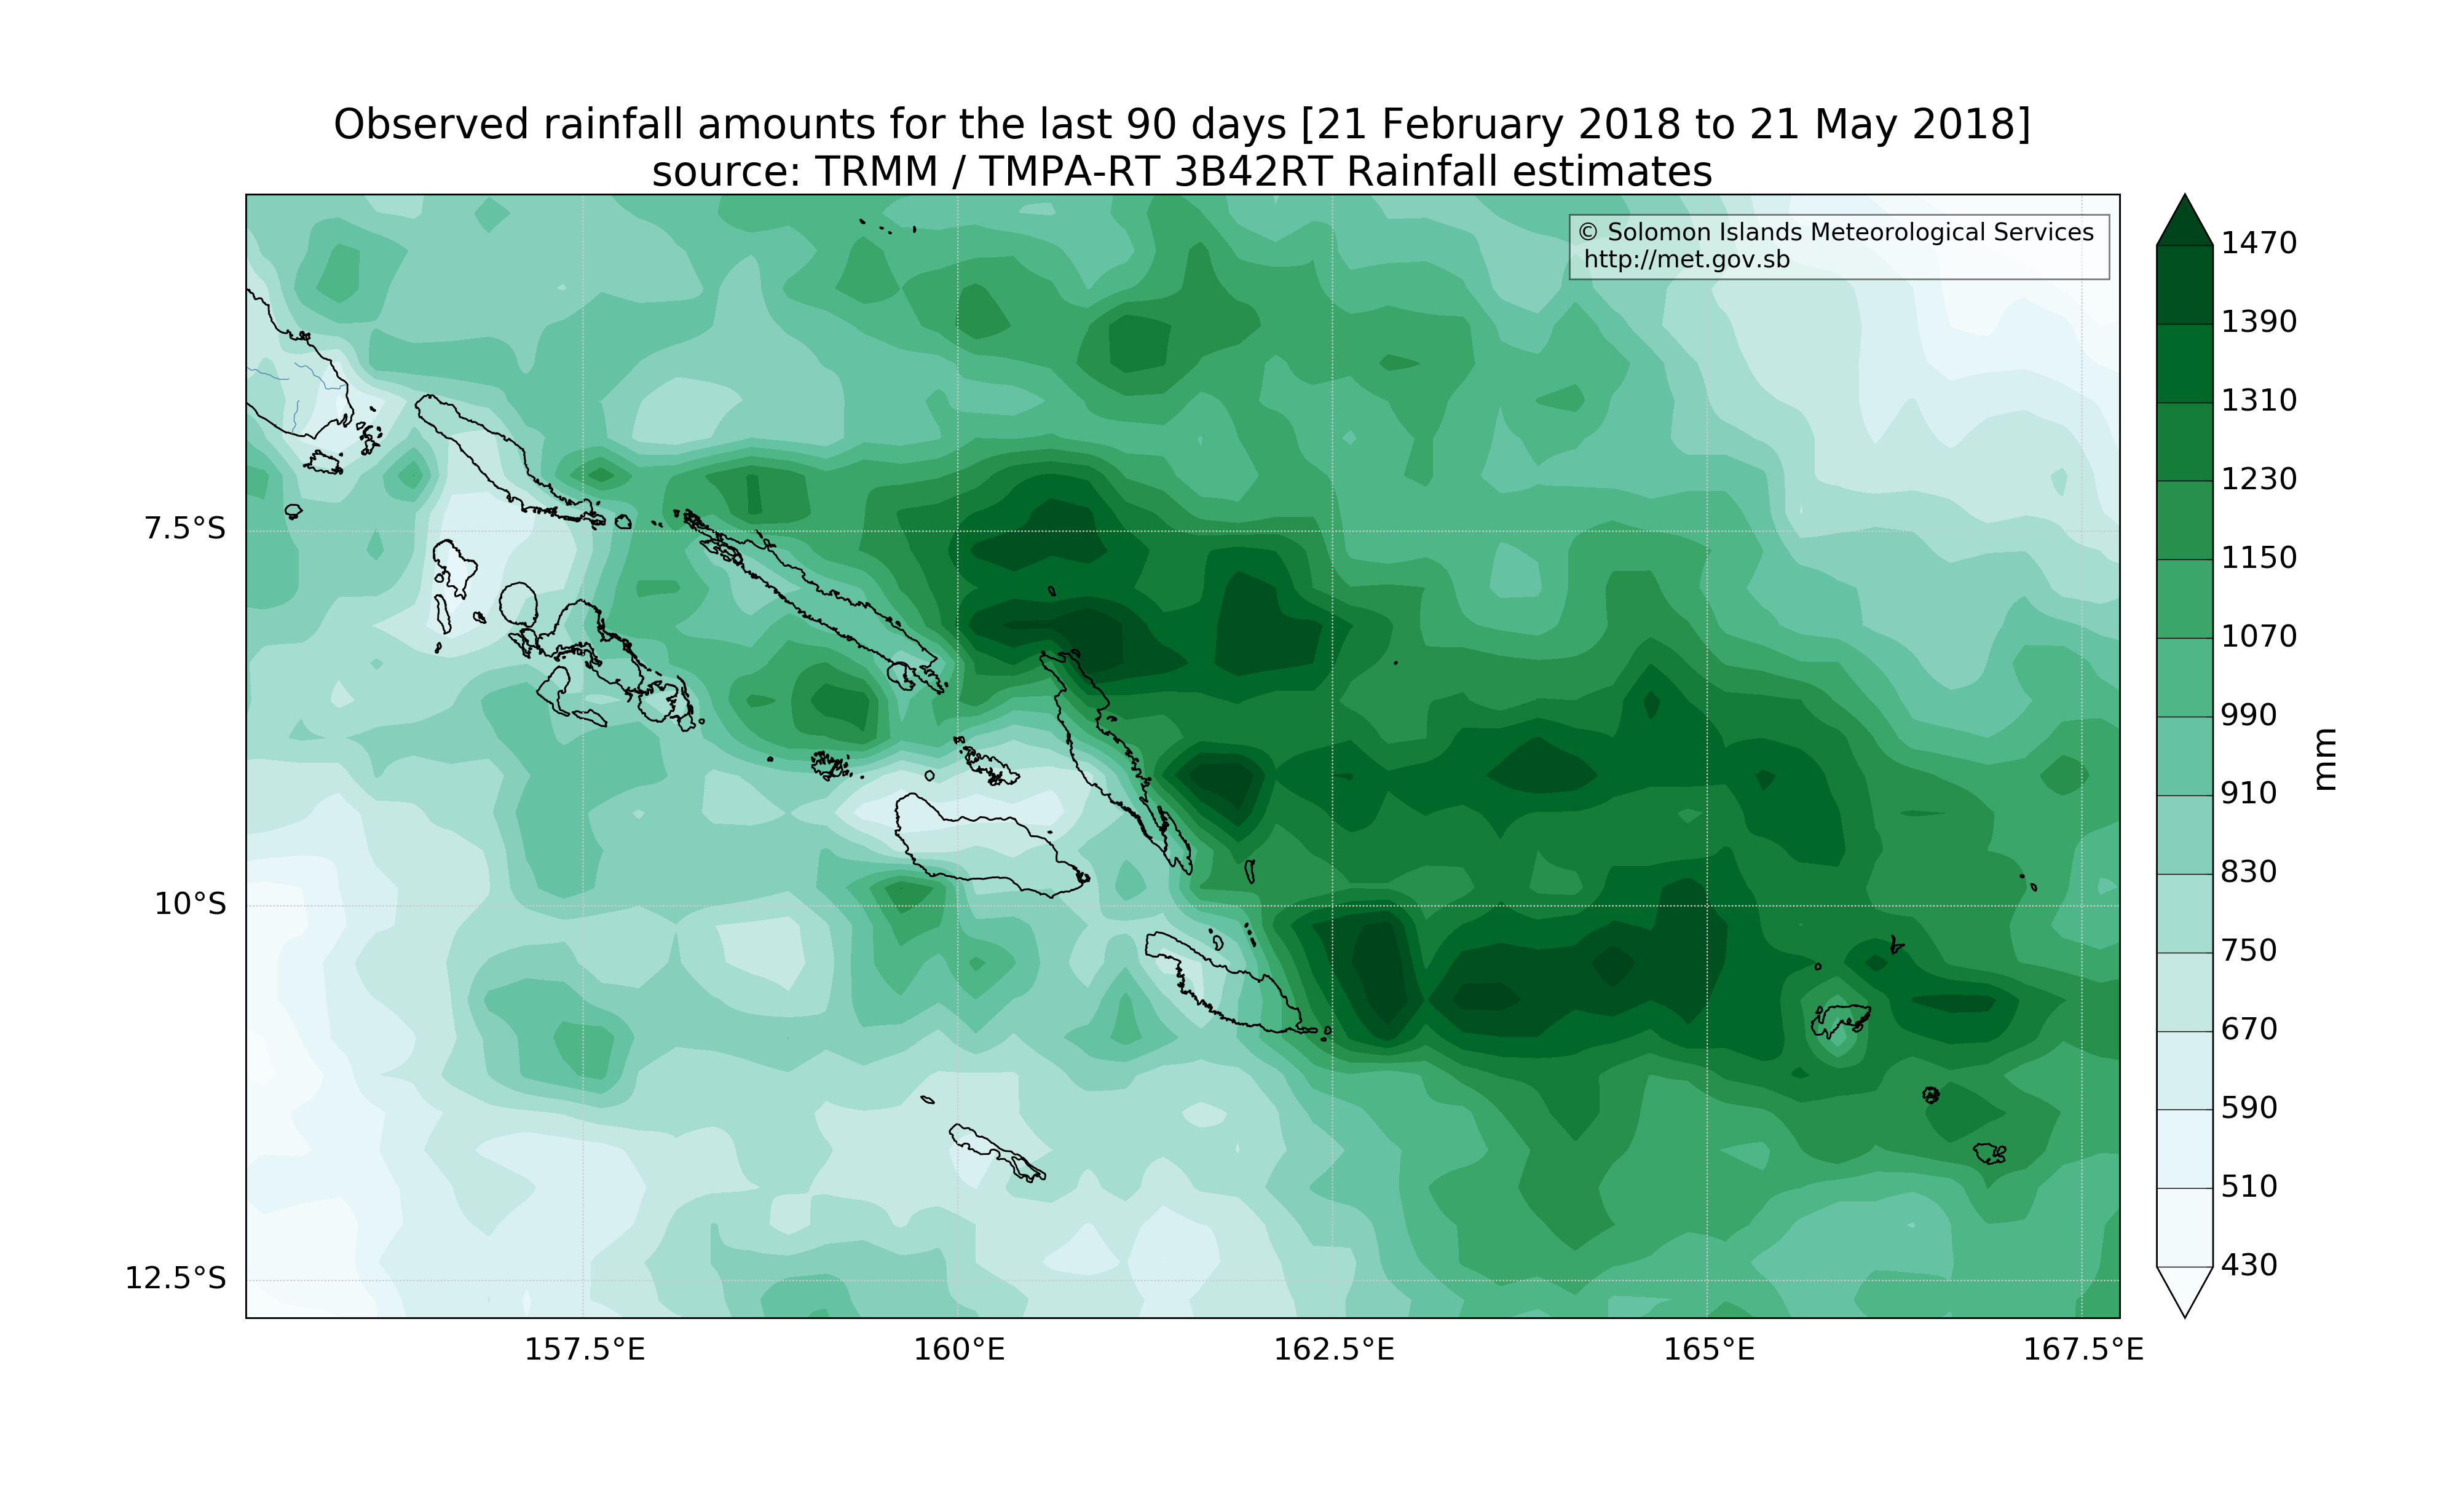 Observed rainfall amounts for the last 90 days [21 February 2018 to 21 May 2018]
source: TRMM / TMPA-RT 3B42RT Rainfall estimates
© Solomon Islands Meteorological Services
http://met.gov.sb
7.5°S
10°S
12.5°S
157.5°E
160°E
162.5°E
165°E
167.5°E
1470
1390
1310
1230
1150
1070
990
910
830
750
670
590
510
430
mm